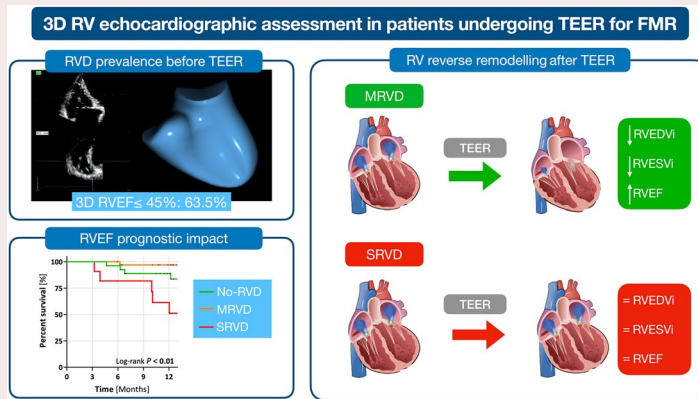 3D RV echocardiographic assessment in patients undergoing TEER for FMR
RVD prevalence before TEER
3D RVEF≤ 45%: 63.5%
RVEF prognostic impact
Percent survival [%]
100
75
50
25
0
0 3 6 9 12
Time [Months]
Log-rank P < 0.01
No-RVD
MRVD
SRVD
RV reverse remodelling after TEER
MRVD
TEER
↓RVEDVi
↓RVESVi
↑RVEF
SRVD
TEER
= RVEDVi
= RVESVi
= RVEF